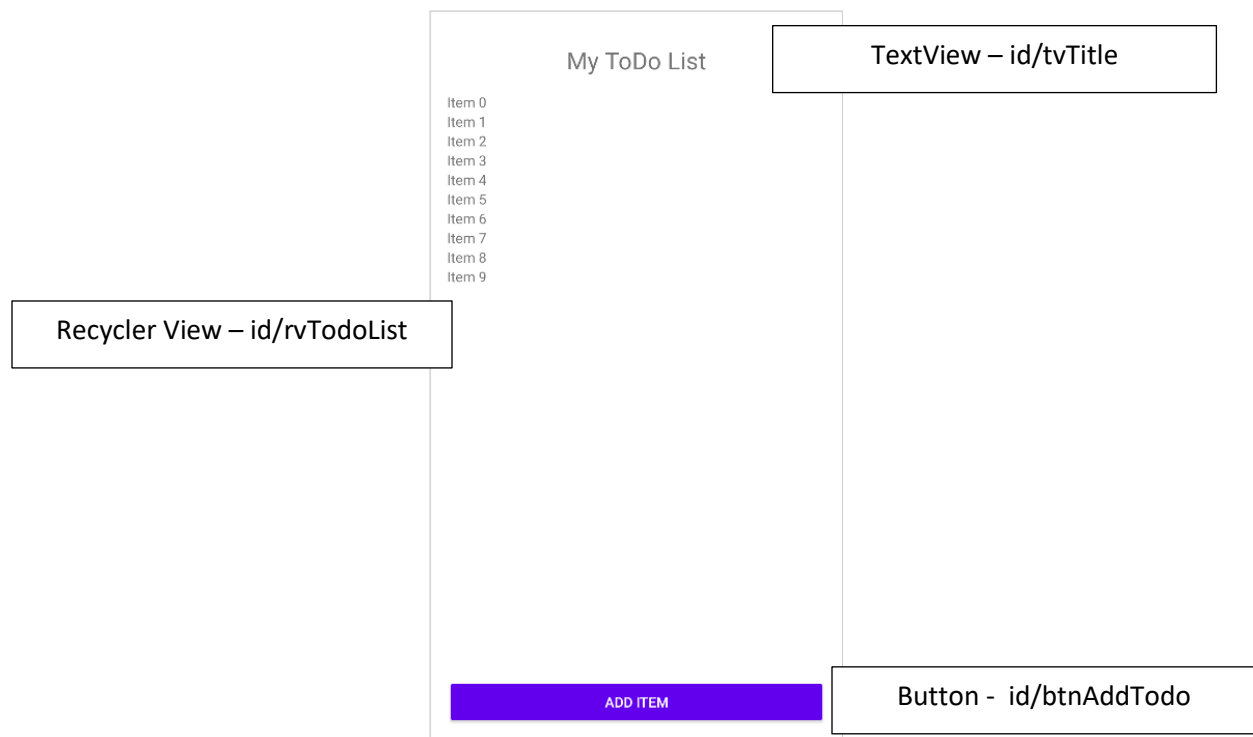 My ToDo List
TextView – id/tvTitle
Item 0
Item 1
Item 2
Item 3
Item 4
Item 5
Item 6
Item 7
Item 8
Item 9
Recycler View – id/rvTodoList
ADD ITEM
Button -  id/btnAddTodo